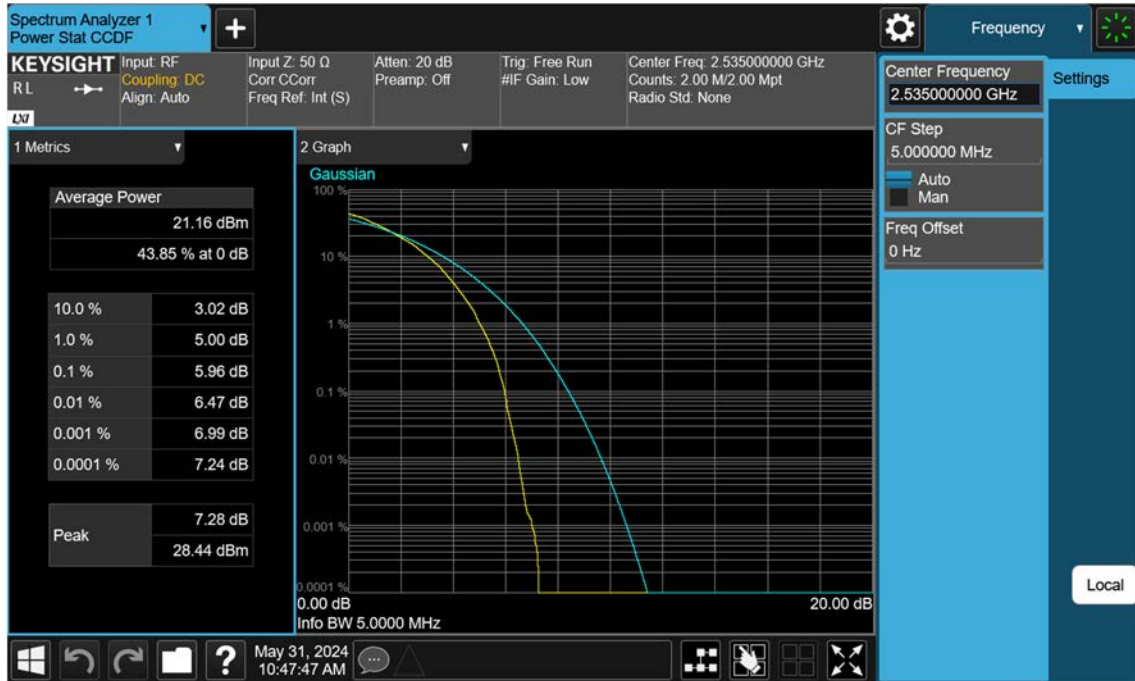 Spectrum Analyzer 1
Power Stat CCDF
+
Frequency
KEYSIGHT
RL
LXI
Input: RF
Coupling: DC
Align: Auto
Input Z: 50 Ω
Corr CCorr
Freq Ref: Int (S)
Atten: 20 dB
Preamp: Off
Trig: Free Run
#IF Gain: Low
Center Freq: 2.535000000 GHz
Counts: 2.00 M/2.00 Mpt
Radio Std: None
Center Frequency
2.535000000 GHz
Settings
CF Step
5.000000 MHz
Auto
Man
Freq Offset
0 Hz
Local
1 Metrics
Average Power
21.16 dBm
43.85 % at 0 dB
10.0 % 3.02 dB
1.0 % 5.00 dB
0.1 % 5.96 dB
0.01 % 6.47 dB
0.001 % 6.99 dB
0.0001 % 7.24 dB
Peak
7.28 dB
28.44 dBm
2 Graph
Gaussian
100 %
10 %
1 %
0.1 %
0.01 %
0.001 %
0.0001 %
0.00 dB 20.00 dB
Info BW 5.0000 MHz
?
May 31, 2024
10:47:47 AM